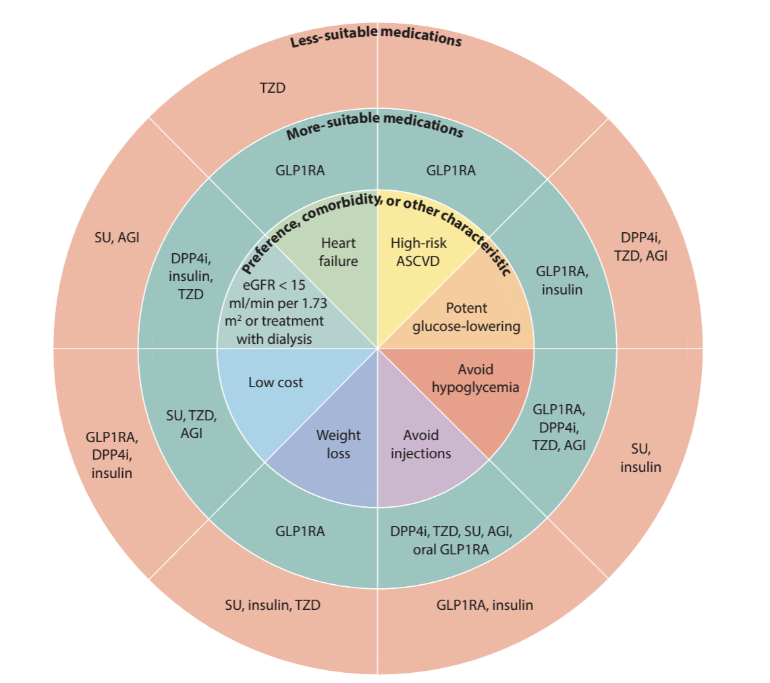 Less-suitable medications
TZD
More-suitable medications
GLP1RA
GLP1RA
Preference, comorbidity, or other characteristic
Heart
failure
High-risk
ASCVD
SU, AGI
DPP4i,
insulin,
TZD
eGFR < 15
ml/min per 1.73
m² or treatment
with dialysis
Potent
glucose-lowering
GLP1RA,
insulin
DPP4i,
TZD, AGI
Low cost
Avoid
hypoglycemia
SU, TZD,
AGI
GLP1RA,
DPP4i,
TZD, AGI
GLP1RA,
DPP4i,
insulin
Weight
loss
Avoid
injections
SU,
insulin
GLP1RA
DPP4i, TZD, SU, AGI,
oral GLP1RA
SU, insulin, TZD
GLP1RA, insulin